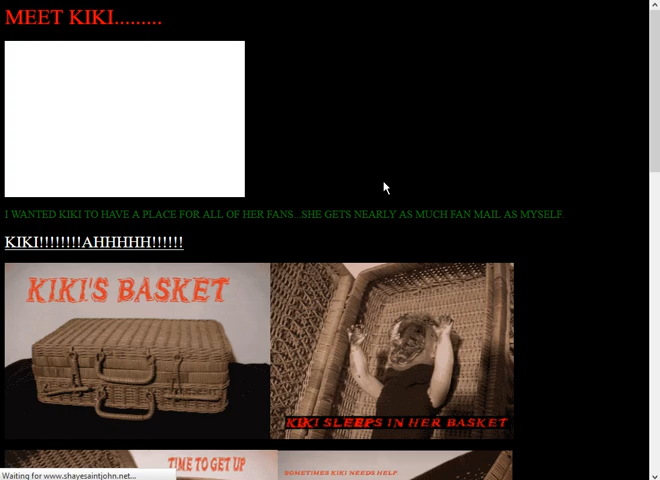 MEET KIKI.........
I WANTED KIKI TO HAVE A PLACE FOR ALL OF HER FANS...SHE GETS NEARLY AS MUCH FAN MAIL AS MYSELF.
KIKI!!!!!!!!AHHHHH!!!!!!
KIKI'S BASKET
KIKI SLEEPS IN HER BASKET
TIME TO GET UP
SOMETIMES KIKI NEEDS HELP.
Waiting for www.shayesaintjohn.net...